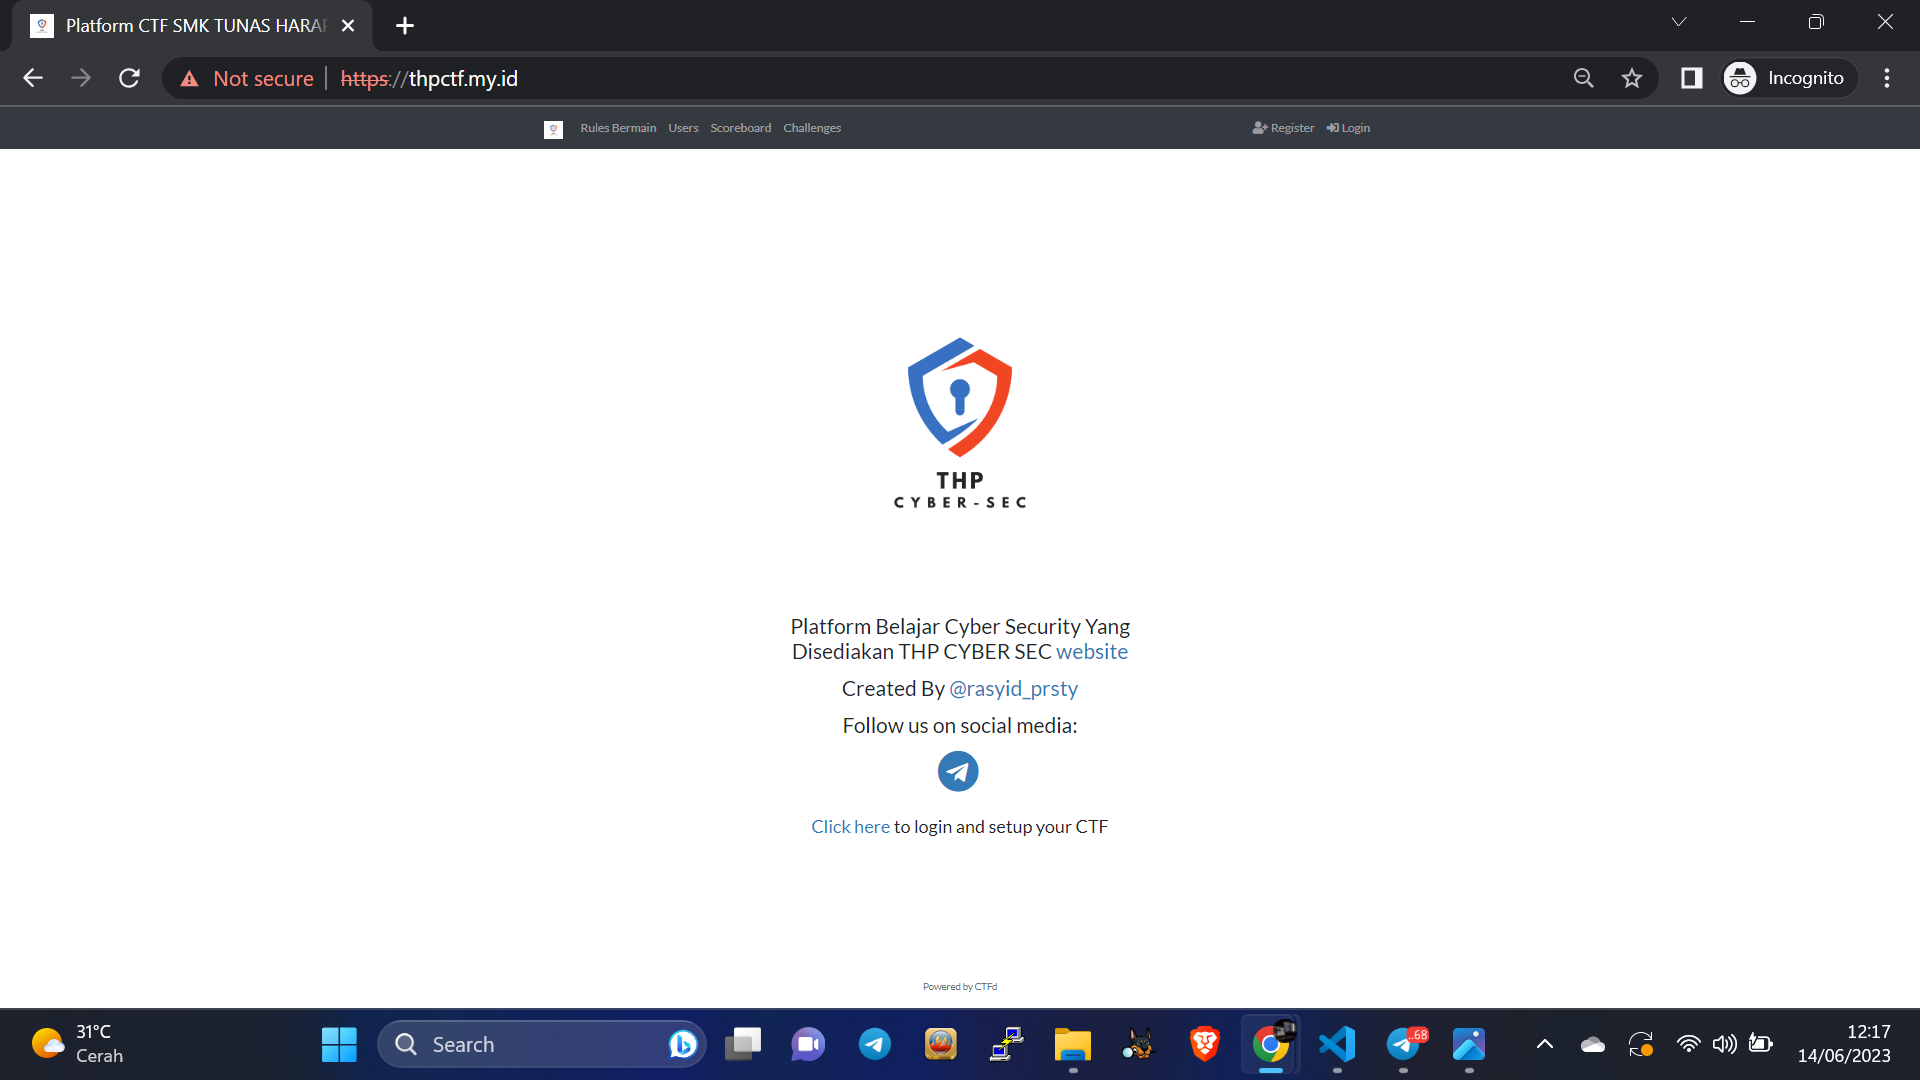 Platform CTF SMK TUNAS HARAP
Not secure
https://thpctf.my.id
Incognito
Rules Bermain
Users
Scoreboard
Challenges
Register
Login
THP
CYBER-SEC
Platform Belajar Cyber Security Yang
Disediakan THP CYBER SEC website
Created By @rasyid_prsty
Follow us on social media:
Click here to login and setup your CTF
Powered by CTFd
31°C
Cerah
Search
..68
12:17
14/06/2023